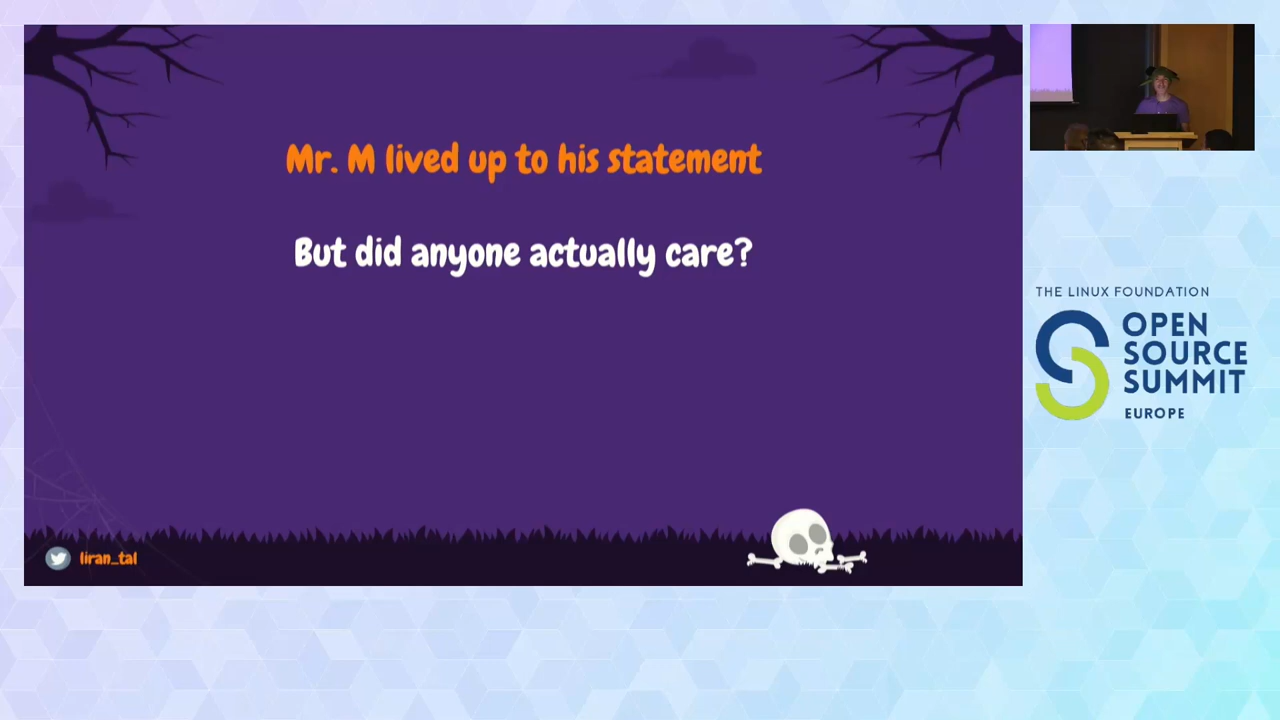 Mr. M lived up to his statement
But did anyone actually care?
liran_tal
THE LINUX FOUNDATION
OPEN
SOURCE
SUMMIT
EUROPE